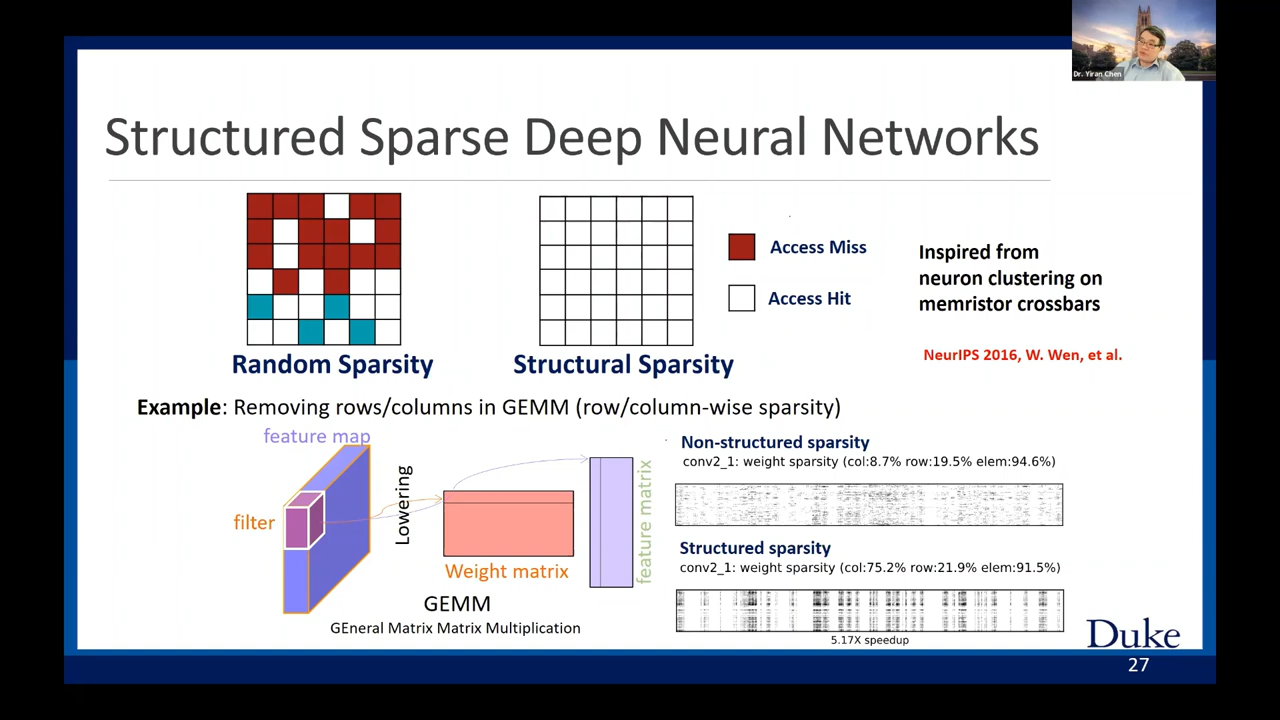 Dr. Yiran Chen
Structured Sparse Deep Neural Networks
Access Miss
Access Hit
Random Sparsity
Structural Sparsity
Inspired from
neuron clustering on
memristor crossbars
NeurIPS 2016, W. Wen, et al.
Example: Removing rows/columns in GEMM (row/column-wise sparsity)
feature map
filter
Lowering
Weight matrix
feature matrix
GEMM
GEneral Matrix Matrix Multiplication
Non-structured sparsity
conv2_1: weight sparsity (col:8.7% row:19.5% elem:94.6%)
Structured sparsity
conv2_1: weight sparsity (col:75.2% row:21.9% elem:91.5%)
5.17X speedup
Duke
27